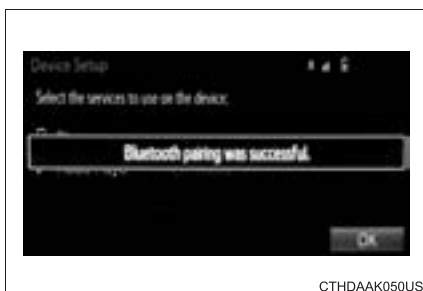 Device Setup
Select the services to use on the device:
Bluetooth pairing was successful.
OK
CTHDAAK050US